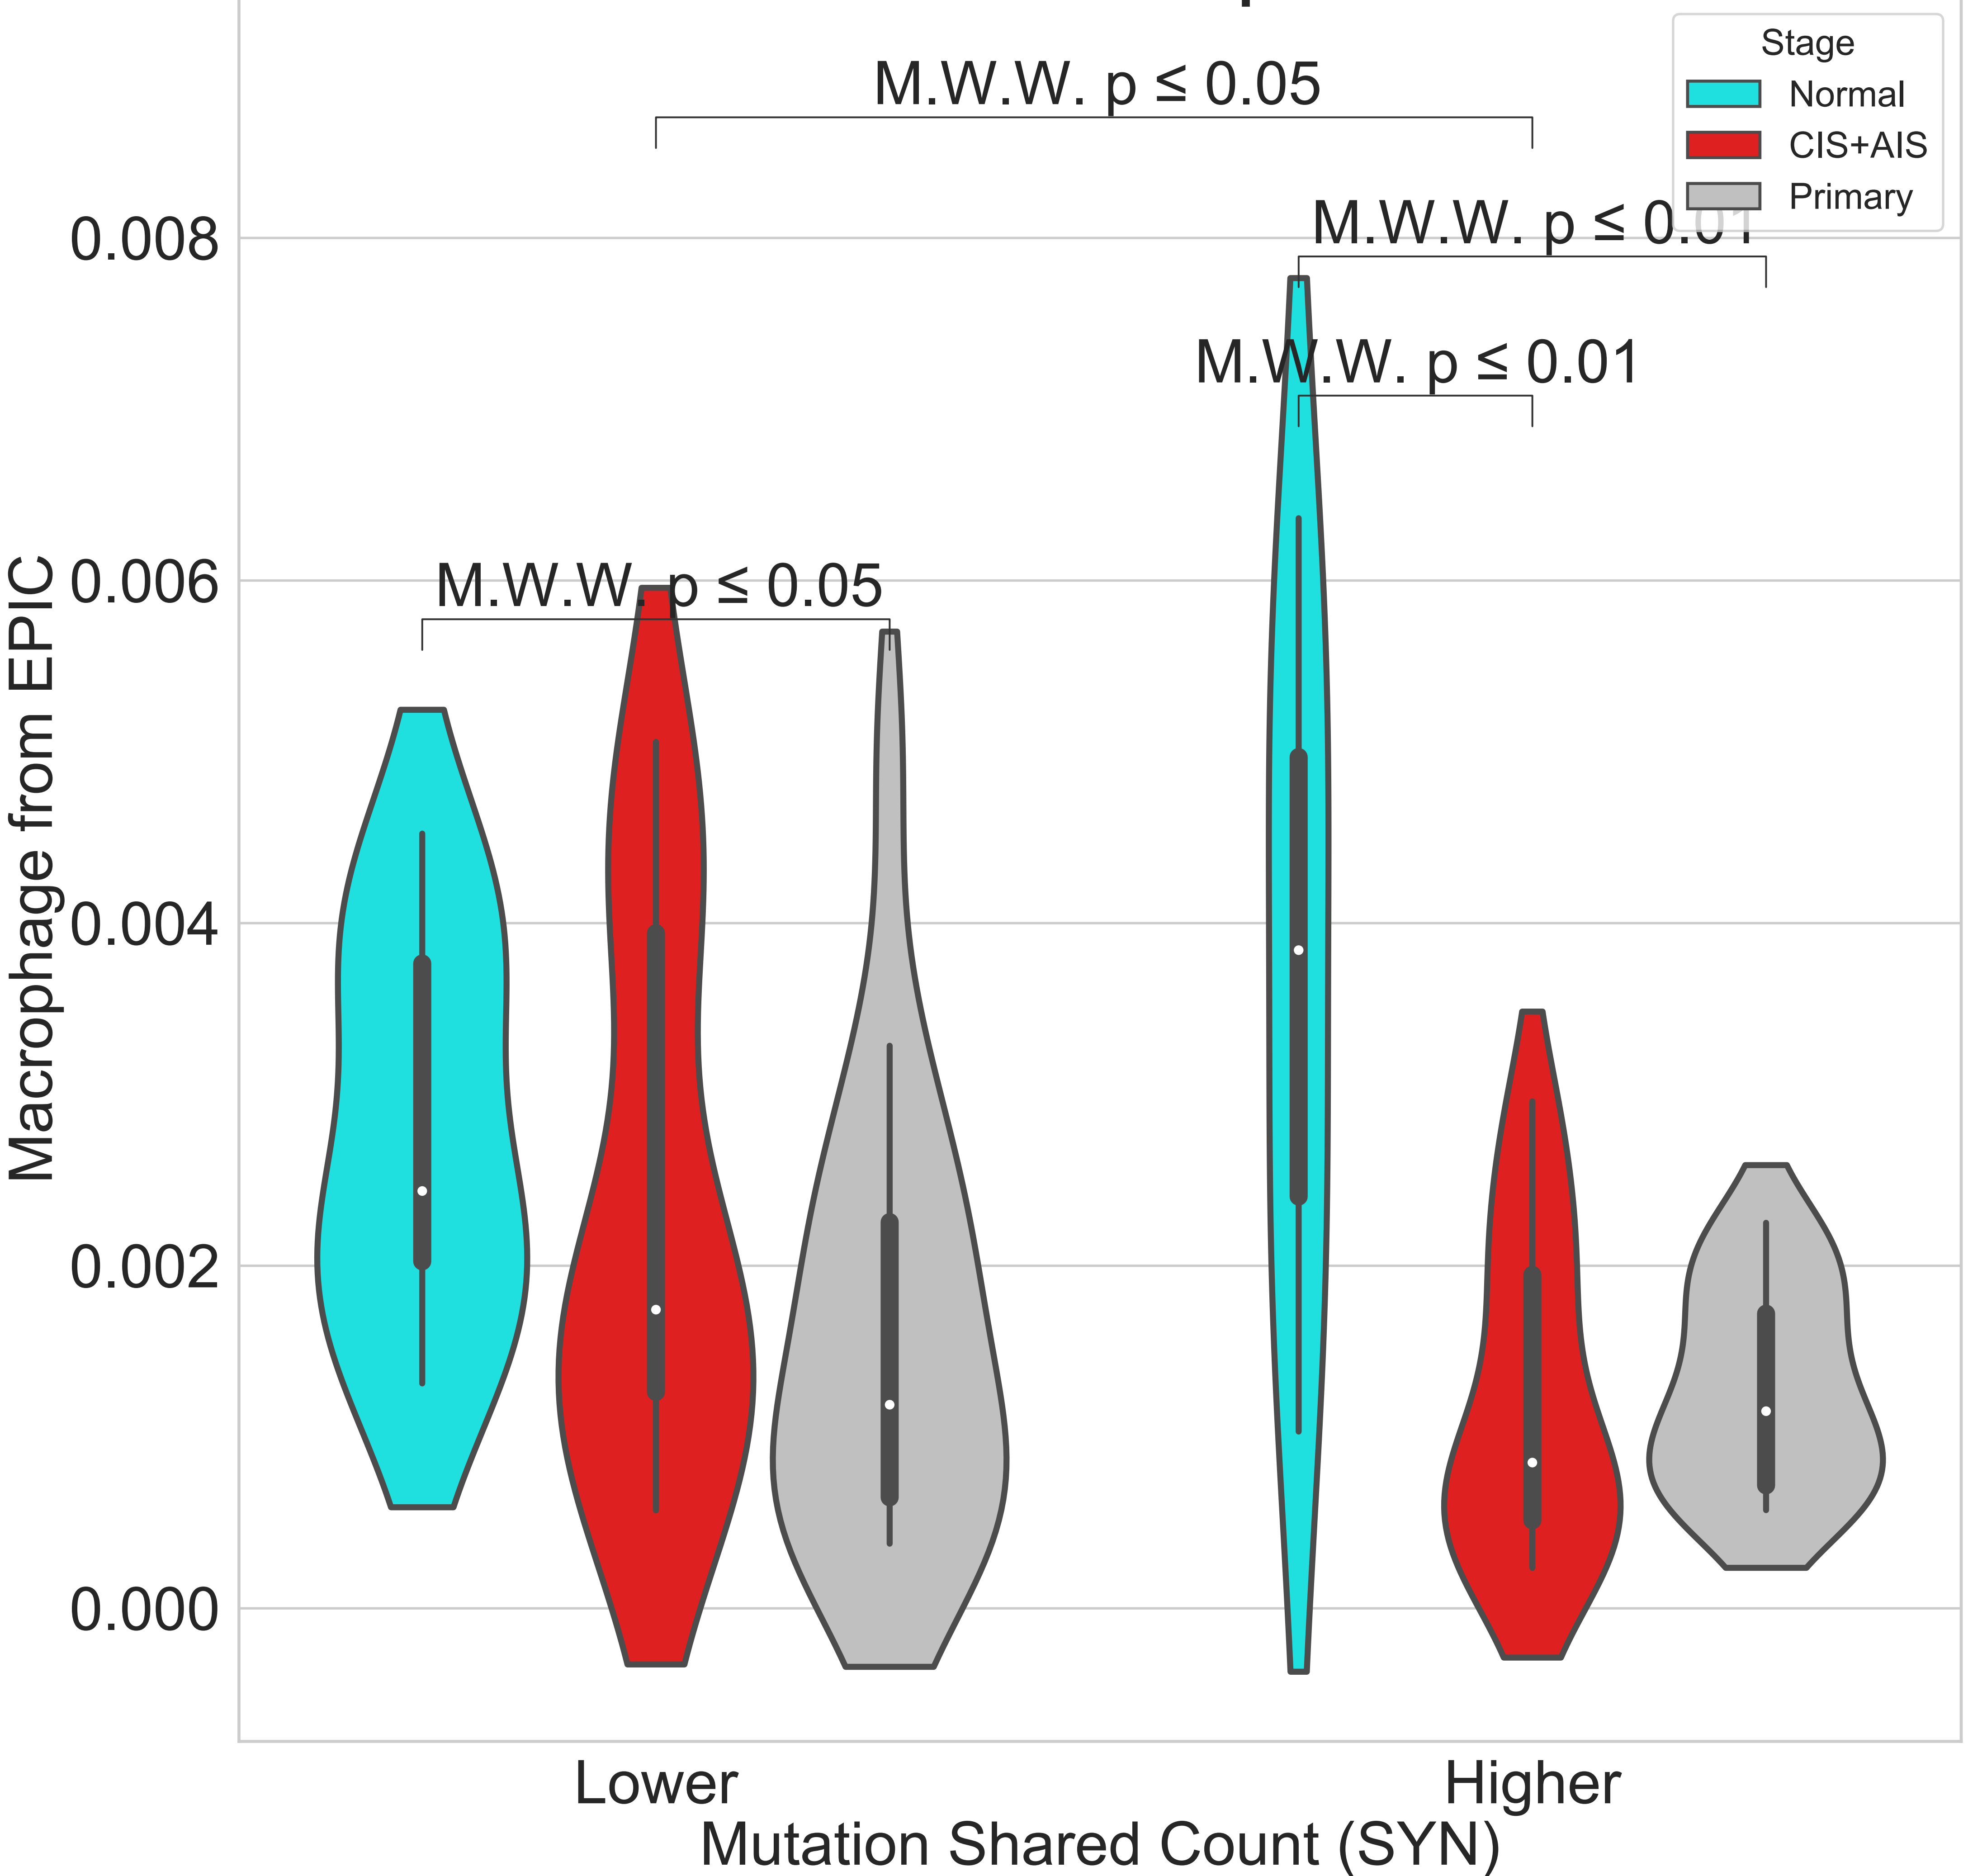 Stage
Normal
CIS+AIS
Primary
M.W.W. p ≤ 0.05
M.W.W. p ≤ 0.01
M.W.W. p ≤ 0.01
M.W.W. p ≤ 0.05
0.008
0.006
0.004
0.002
0.000
Macrophage from EPIC
Lower
Higher
Mutation Shared Count (SYN)